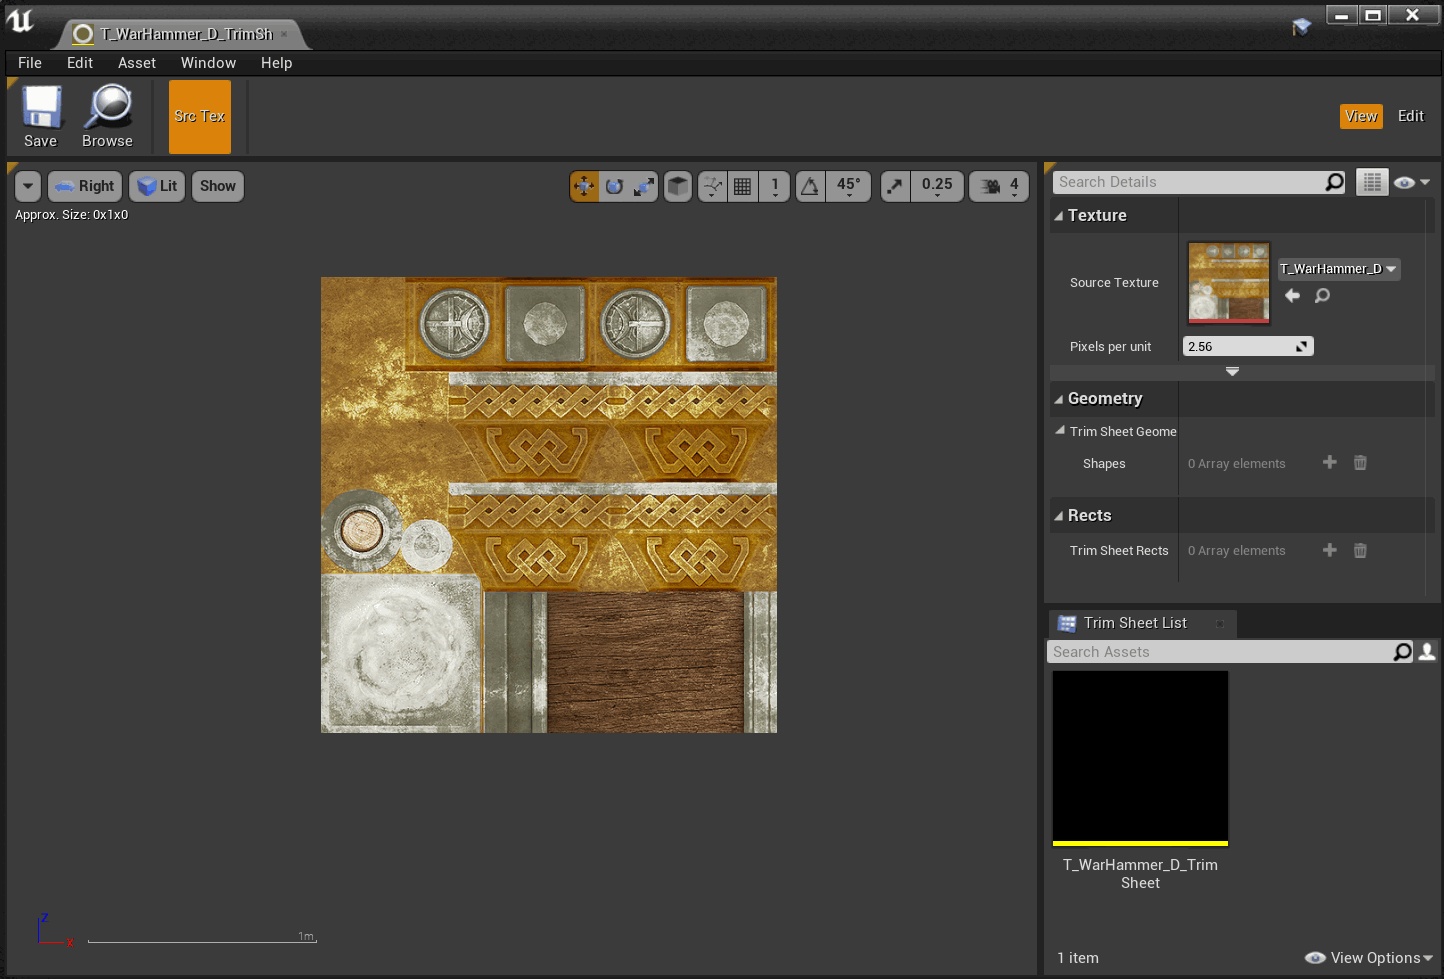 T_WarHammer_D_TrimSh
File Edit Asset Window Help
Save Browse Src Tex View Edit
Right Lit Show 1 45° 0.25 4
Approx. Size: 0x1x0
Search Details
Texture
Source Texture T_WarHammer_D
Pixels per unit 2.56
Geometry
Trim Sheet Geome
Shapes 0 Array elements
Rects
Trim Sheet Rects 0 Array elements
Trim Sheet List
Search Assets
T_WarHammer_D_Trim
Sheet
Z
X
1m
1 item View Options